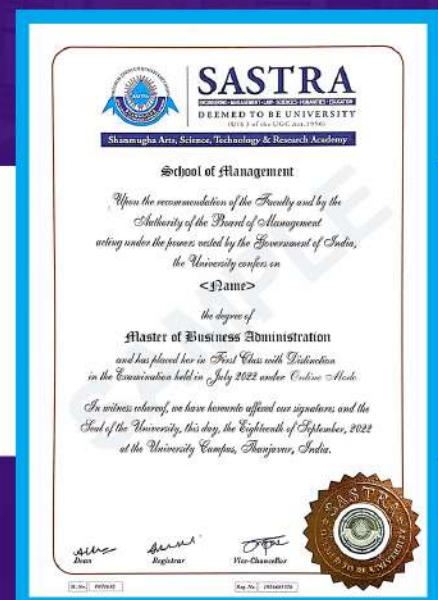 SASTRA
ENGINEERING · MANAGEMENT · LAW · SCIENCES · HUMANITIES · EDUCATION
DEEMED TO BE UNIVERSITY
(U/S 3 of the UGC Act, 1956)
Shanmugha Arts, Science, Technology & Research Academy
School of Management
Upon the recommendation of the Faculty and by the
Authority of the Board of Management
acting under the powers vested by the Government of India,
the University confers on
<Name>
the degree of
Master of Business Administration
and has placed her in First Class with Distinction
in the Examination held in July 2022 under Online Mode
In witness whereof, we have hereunto affixed our signatures and the
Seal of the University, this day, the Eighteenth of September, 2022
at the University Campus, Thanjavur, India.
SAMPLE
Dean Registrar Vice-Chancellor
SASTRA
DEEMED TO BE UNIVERSITY
Reg. No.